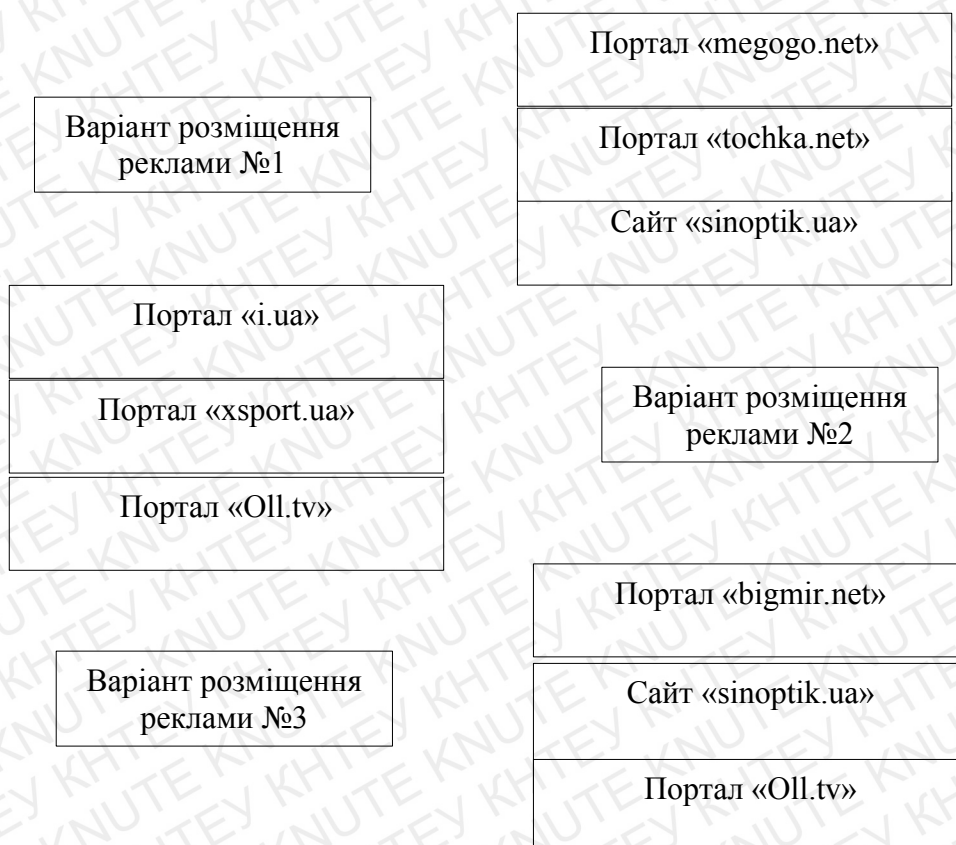 Портал «megogo.net»
Варіант розміщення
реклами №1
Портал «tochka.net»
Сайт «sinoptik.ua»
Портал «i.ua»
Портал «xsport.ua»
Портал «Oll.tv»
Варіант розміщення
реклами №2
Портал «bigmir.net»
Варіант розміщення
реклами №3
Сайт «sinoptik.ua»
Портал «Oll.tv»